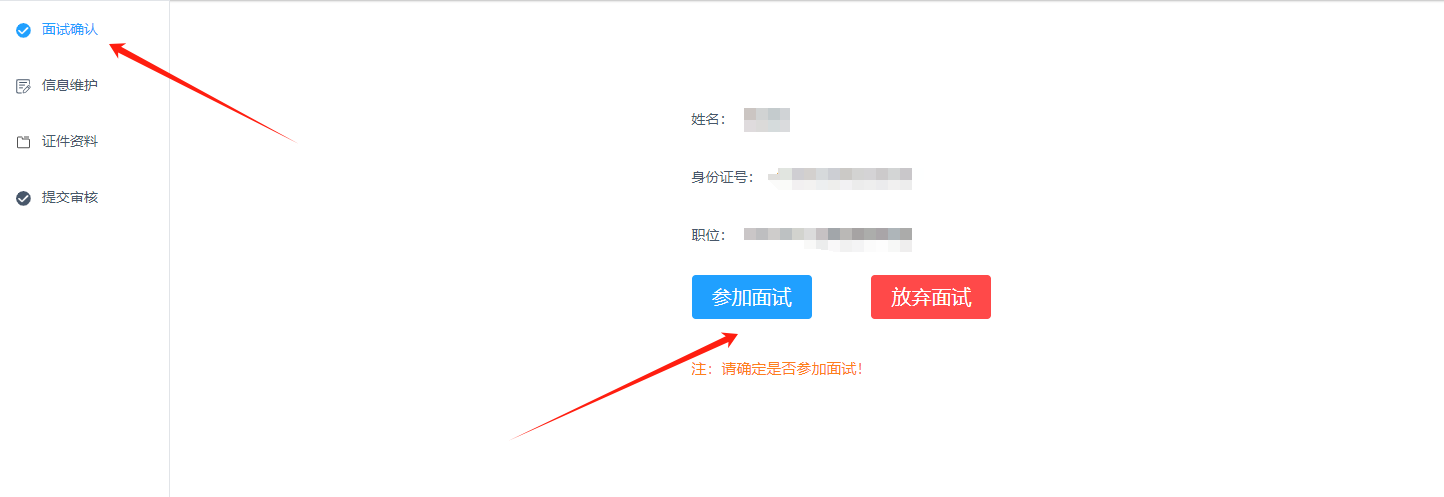 面试确认
信息维护
证件资料
提交审核
姓名：
身份证号：
职位：
参加面试
放弃面试
注：请确定是否参加面试！